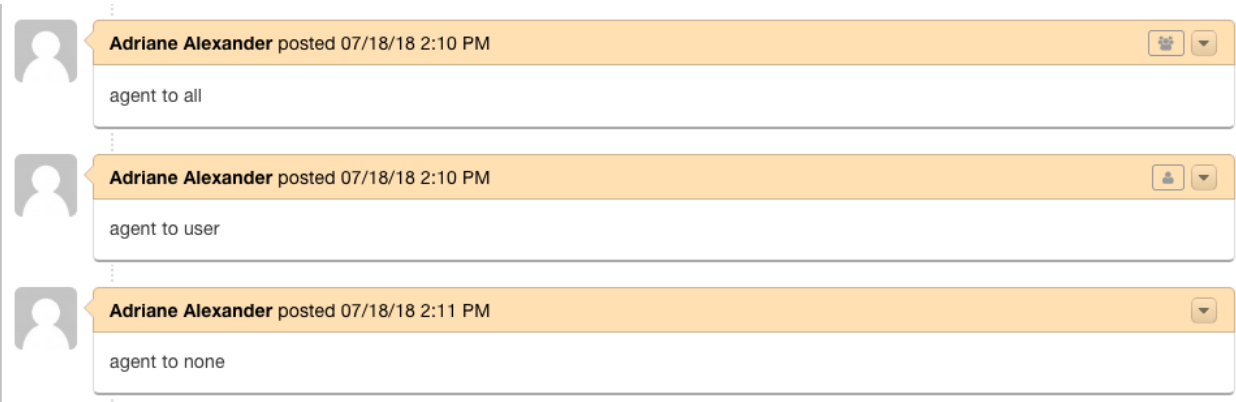 Adriane Alexander posted 07/18/18 2:10 PM
agent to all
Adriane Alexander posted 07/18/18 2:10 PM
agent to user
Adriane Alexander posted 07/18/18 2:11 PM
agent to none